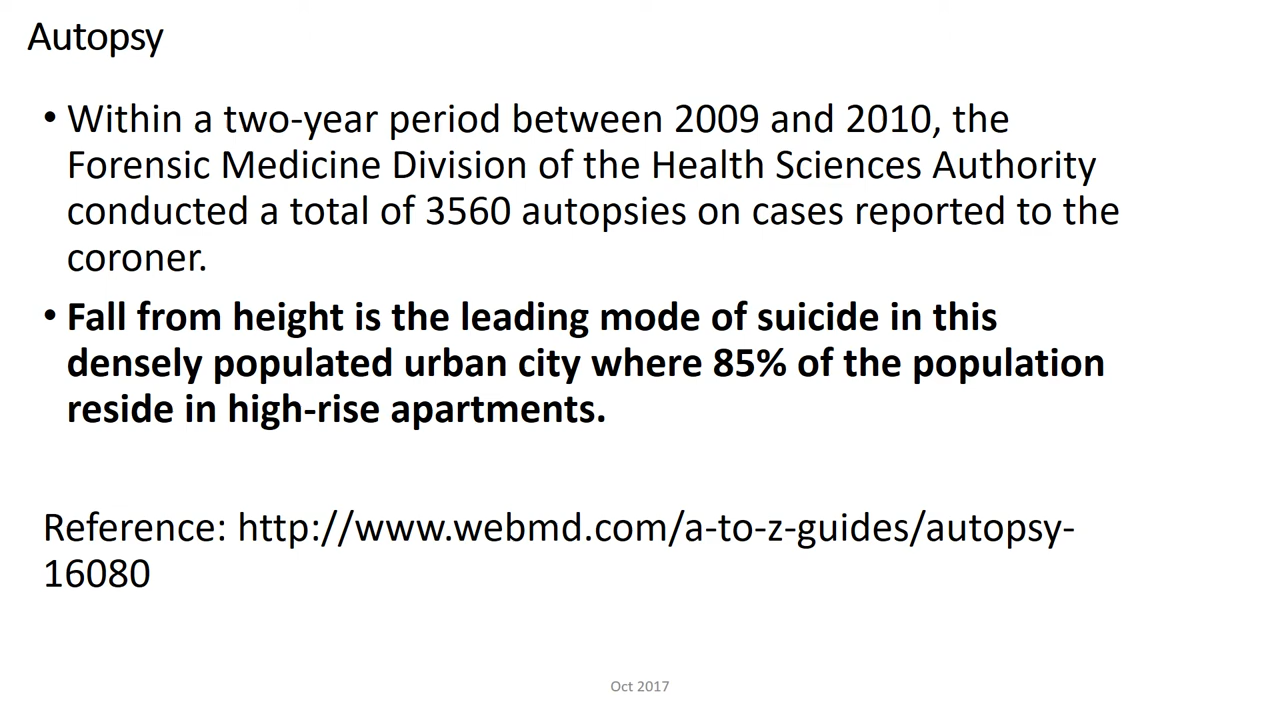 Autopsy
• Within a two-year period between 2009 and 2010, the
Forensic Medicine Division of the Health Sciences Authority
conducted a total of 3560 autopsies on cases reported to the
coroner.
• Fall from height is the leading mode of suicide in this
densely populated urban city where 85% of the population
reside in high-rise apartments.
Reference: http://www.webmd.com/a-to-z-guides/autopsy-
16080
Oct 2017